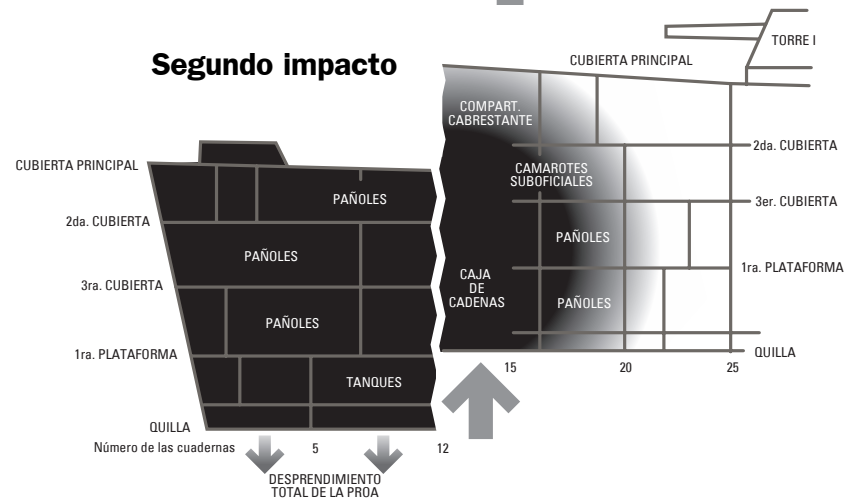 Segundo impacto
TORRE I
CUBIERTA PRINCIPAL
COMPART.
CABRESTANTE
2da. CUBIERTA
CUBIERTA PRINCIPAL
CAMAROTES
SUBOFICIALES
PAÑOLES
3er. CUBIERTA
2da. CUBIERTA
PAÑOLES
PAÑOLES
1ra. PLATAFORMA
CAJA
DE
CADENAS
3ra. CUBIERTA
PAÑOLES
PAÑOLES
1ra. PLATAFORMA
QUILLA
15
20
25
TANQUES
QUILLA
Número de las cuadernas
5
12
DESPRENDIMIENTO
TOTAL DE LA PROA